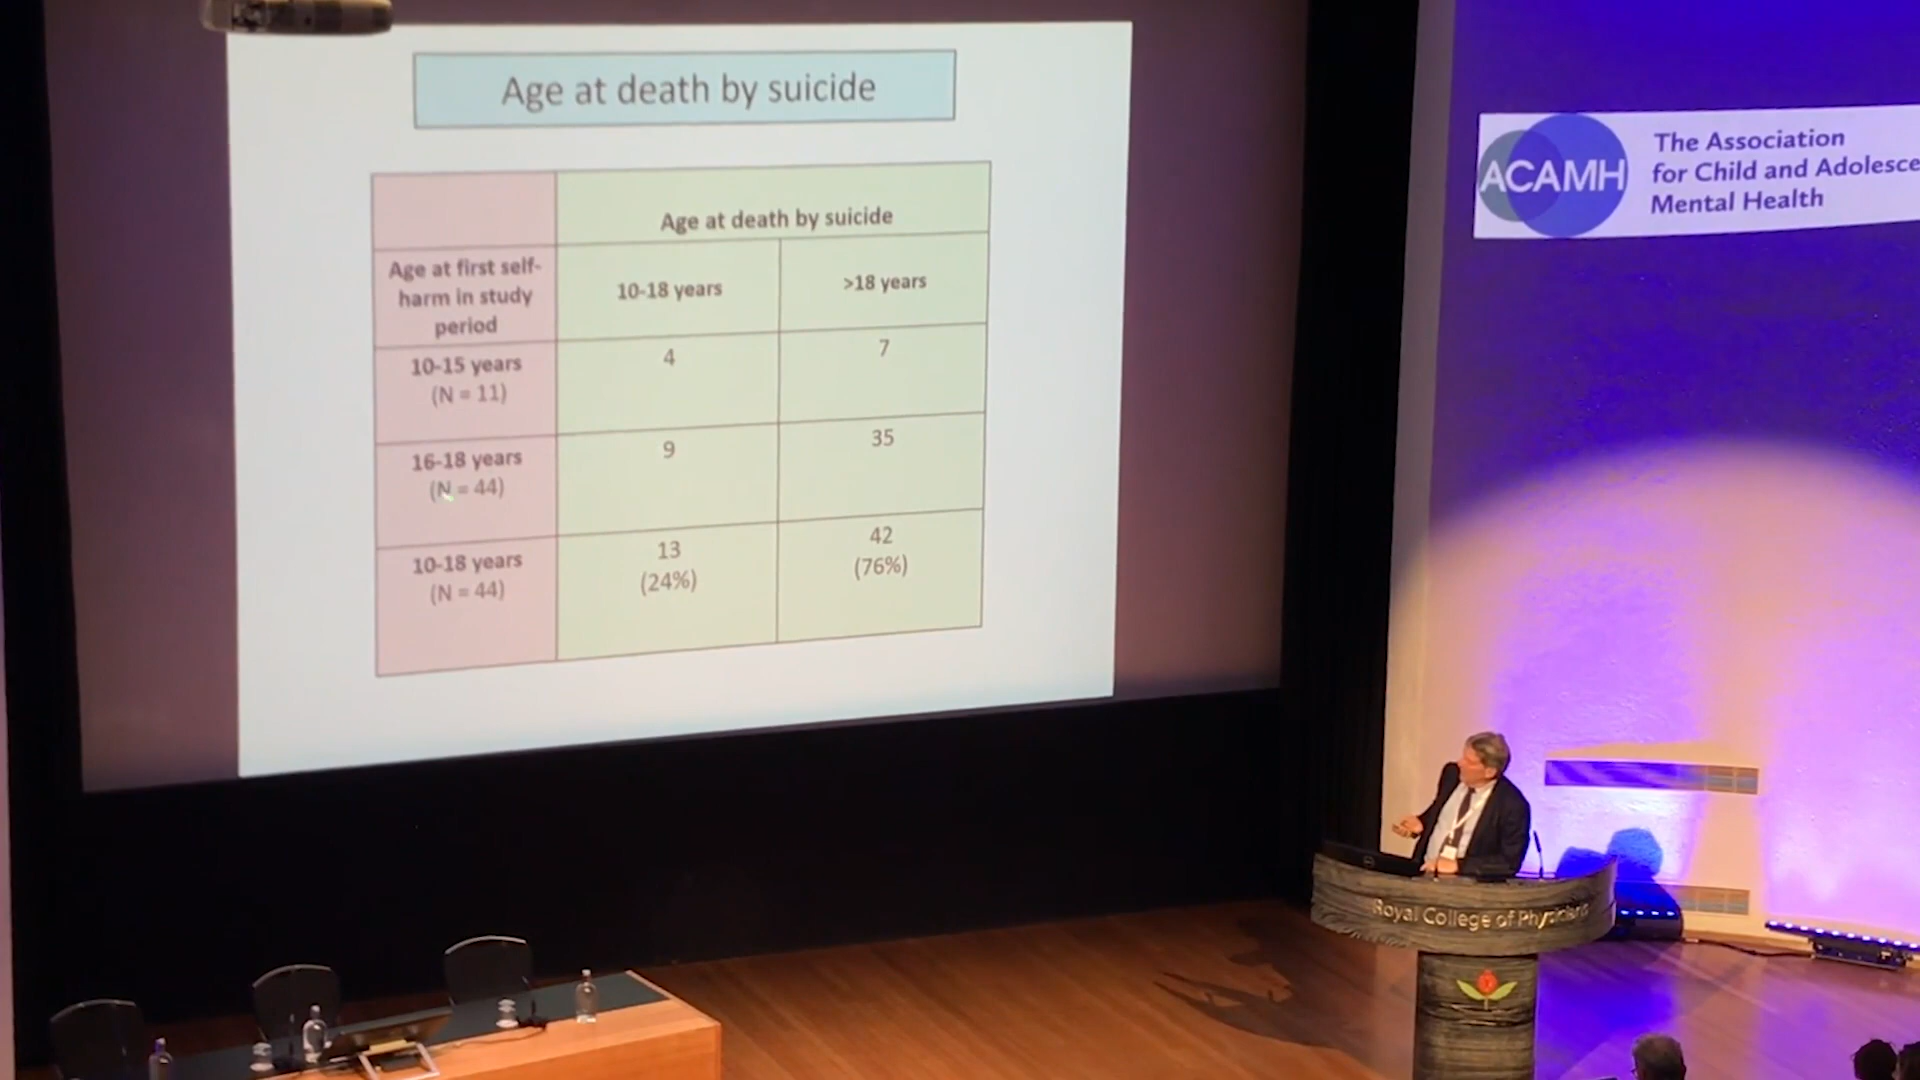 Age at death by suicide
Age at death by suicide
Age at first self-
harm in study
period
10-18 years
>18 years
10-15 years
(N = 11)
4
7
16-18 years
(N = 44)
9
35
10-18 years
(N = 44)
13
(24%)
42
(76%)
ACAMH
The Association
for Child and Adolesce
Mental Health
Royal College of Physicians